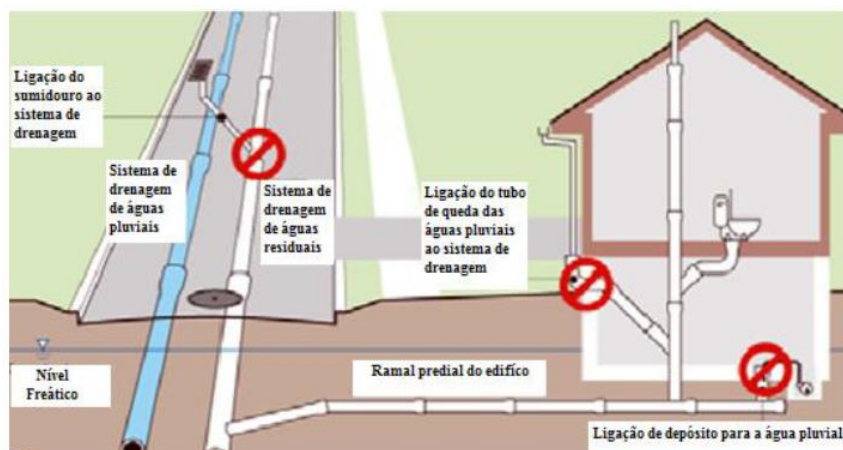 Ligação do
sumidouro ao
sistema de
drenagem
Sistema de
drenagem
de águas
pluviais
Sistema de
drenagem
de águas
residuais
Ligação do tubo
de queda das
águas pluviais
ao sistema de
drenagem
Nível
Freático
Ramal predial do edifíco
Ligação de depósito para a água pluvial